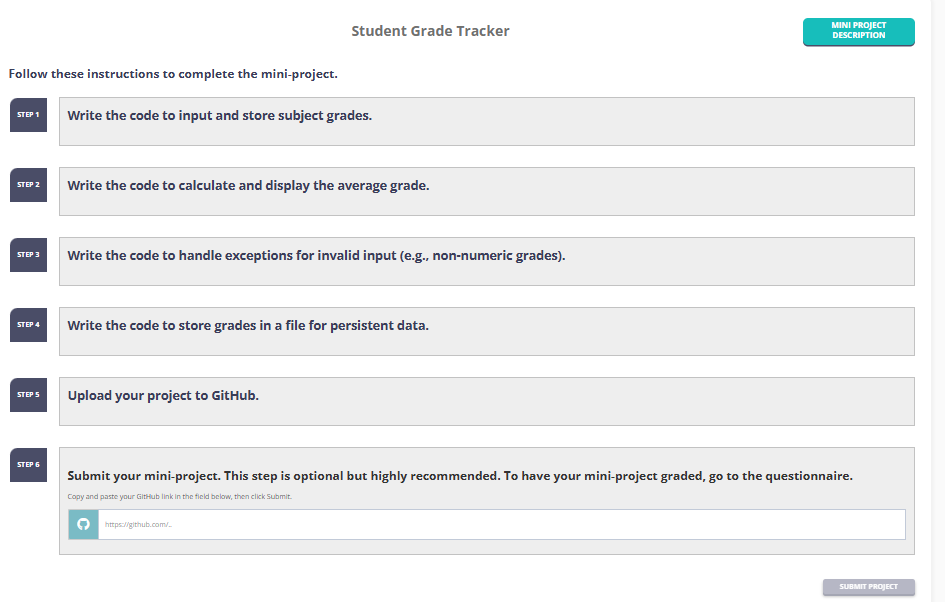 Student Grade Tracker
MINI PROJECT
DESCRIPTION
Follow these instructions to complete the mini-project.
STEP 1
Write the code to input and store subject grades.
STEP 2
Write the code to calculate and display the average grade.
STEP 3
Write the code to handle exceptions for invalid input (e.g., non-numeric grades).
STEP 4
Write the code to store grades in a file for persistent data.
STEP 5
Upload your project to GitHub.
STEP 6
Submit your mini-project. This step is optional but highly recommended. To have your mini-project graded, go to the questionnaire.
Copy and paste your GitHub link in the field below, then click Submit.
https://github.com/..
SUBMIT PROJECT